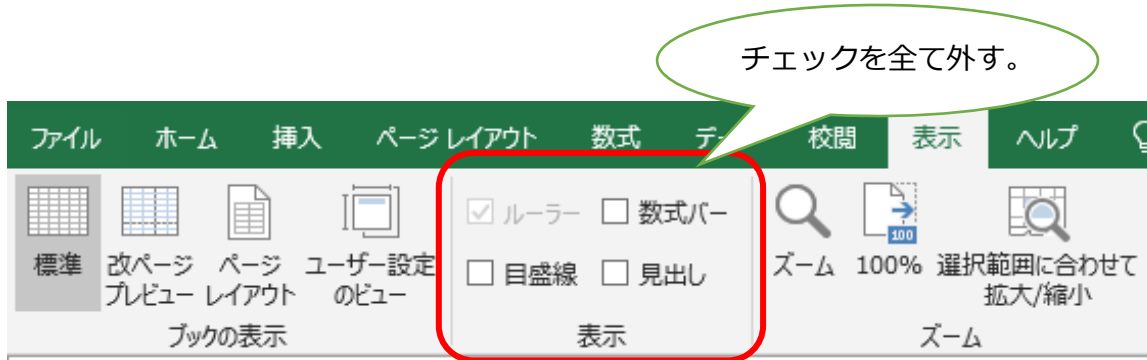 チェックを全て外す。
ファイル ホーム 挿入 ページ レイアウト 数式 デー 校閲 表示 ヘルプ
ルーラー 数式バー
目盛線 見出し
標準
改ページ
プレビュー
ページ
レイアウト
ユーザー設定
のビュー
ブックの表示
表示
ズーム
100
100%
選択範囲に合わせて
拡大/縮小
ズーム